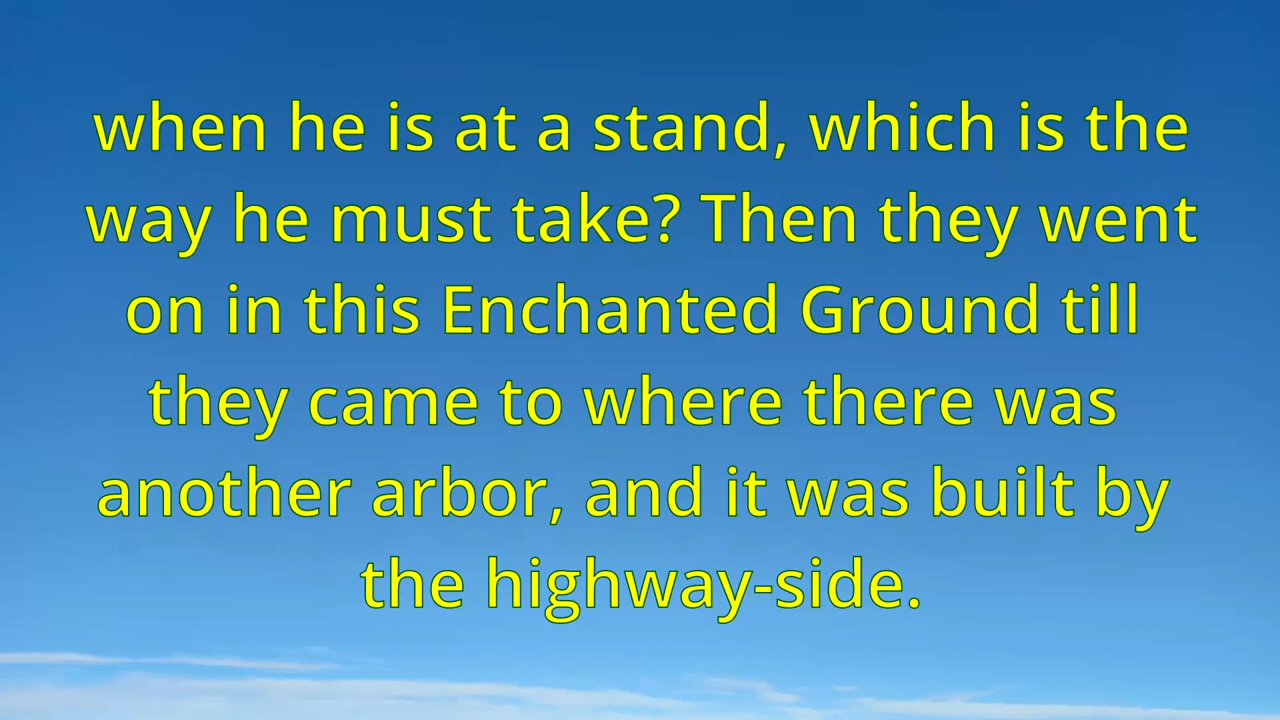 when he is at a stand, which is the
way he must take? Then they went
on in this Enchanted Ground till
they came to where there was
another arbor, and it was built by
the highway-side.